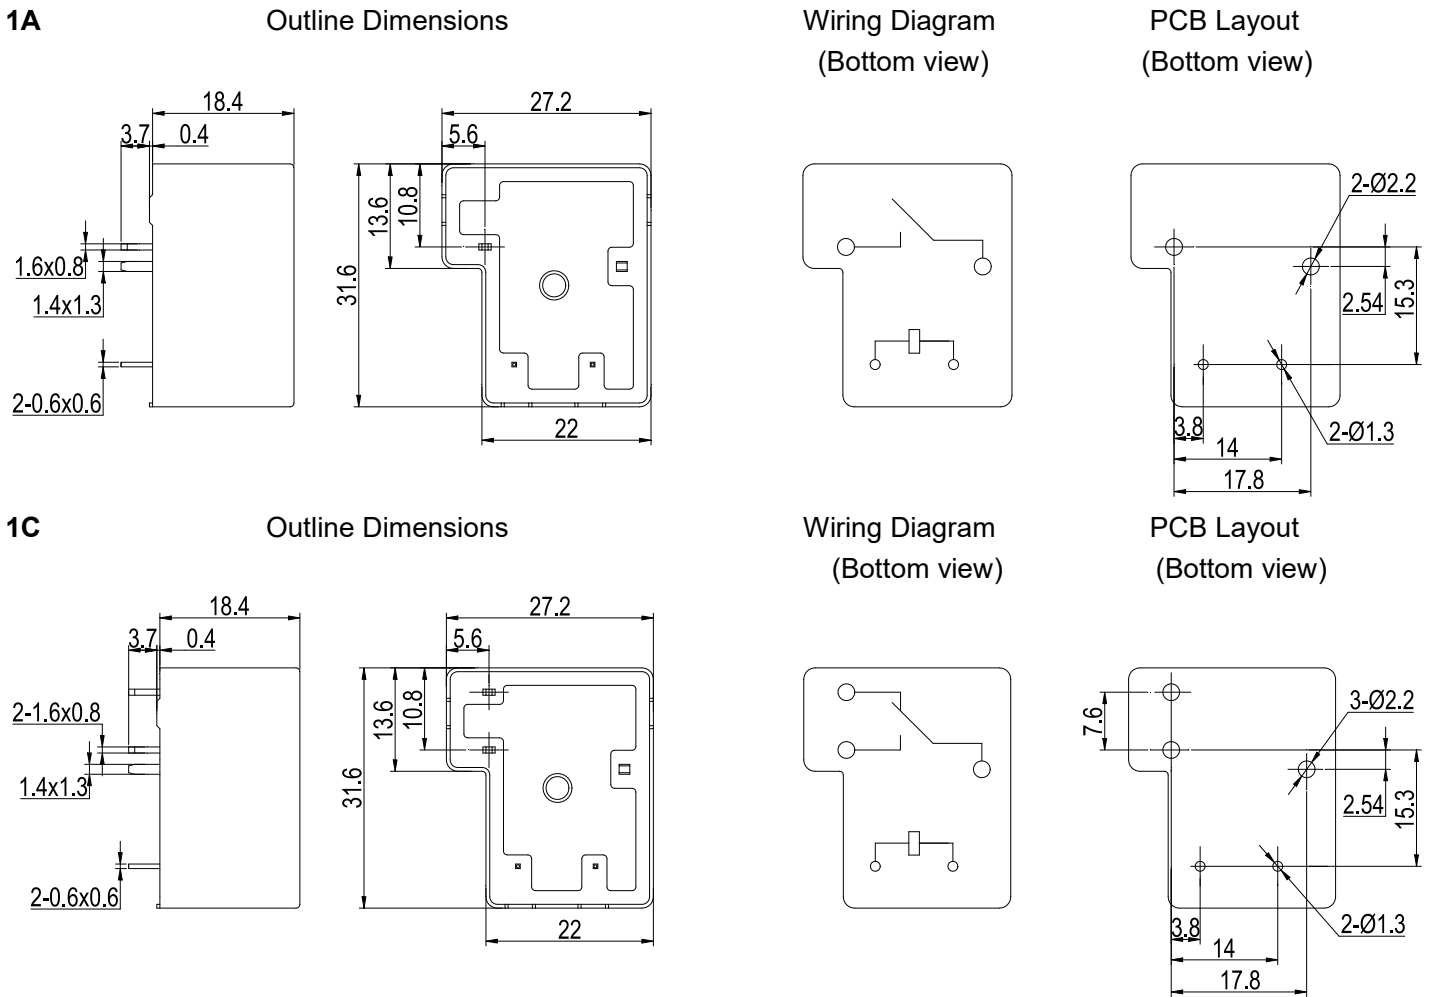 1A Outline Dimensions Wiring Diagram PCB Layout
(Bottom view) (Bottom view)
18.4
3.7 0.4
1.6x0.8
1.4x1.3
2-0.6x0.6
27.2
5.6
10.8
13.6
31.6
22
2-Ø2.2
2.54
15.3
3.8
2-Ø1.3
14
17.8
1C Outline Dimensions Wiring Diagram PCB Layout
(Bottom view) (Bottom view)
18.4
3.7 0.4
2-1.6x0.8
1.4x1.3
2-0.6x0.6
27.2
5.6
10.8
13.6
31.6
22
7.6
3-Ø2.2
2.54
15.3
3.8
2-Ø1.3
14
17.8